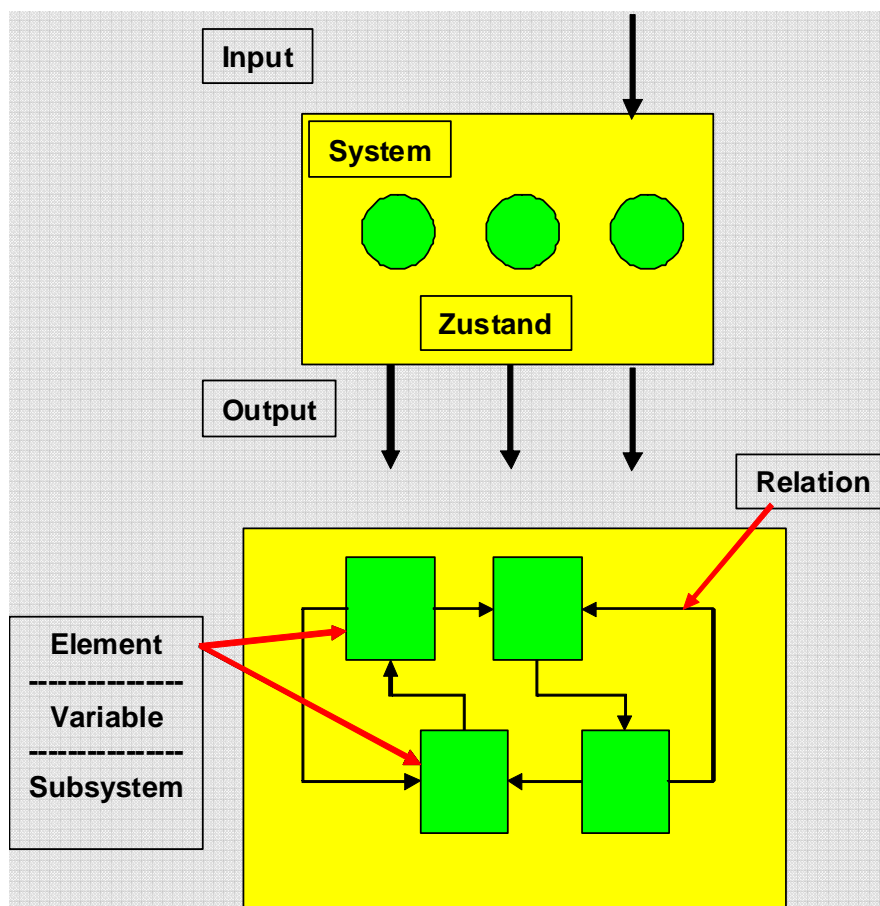 Input
System
Zustand
Output
Relation
Element
----------------
Variable
----------------
Subsystem